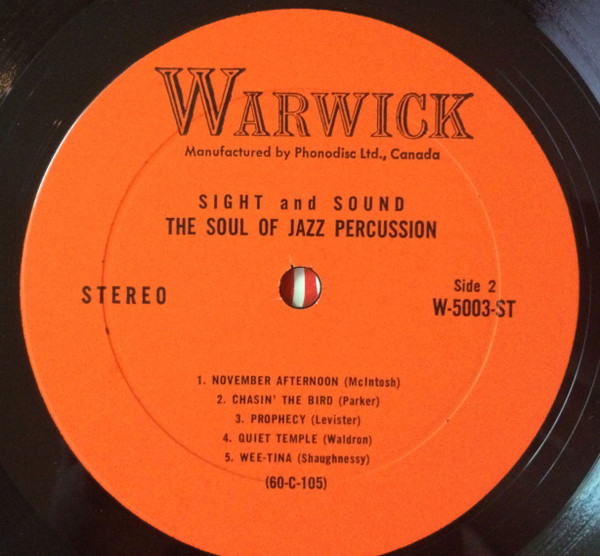 WARWICK
Manufactured by Phonodisc Ltd., Canada
SIGHT and SOUND
THE SOUL OF JAZZ PERCUSSION
STEREO
Side 2
W-5003-ST
1. NOVEMBER AFTERNOON (McIntosh)
2. CHASIN' THE BIRD (Parker)
3. PROPHECY (Levister)
4. QUIET TEMPLE (Waldron)
5. WEE-TINA (Shaughnessy)
(60-C-105)